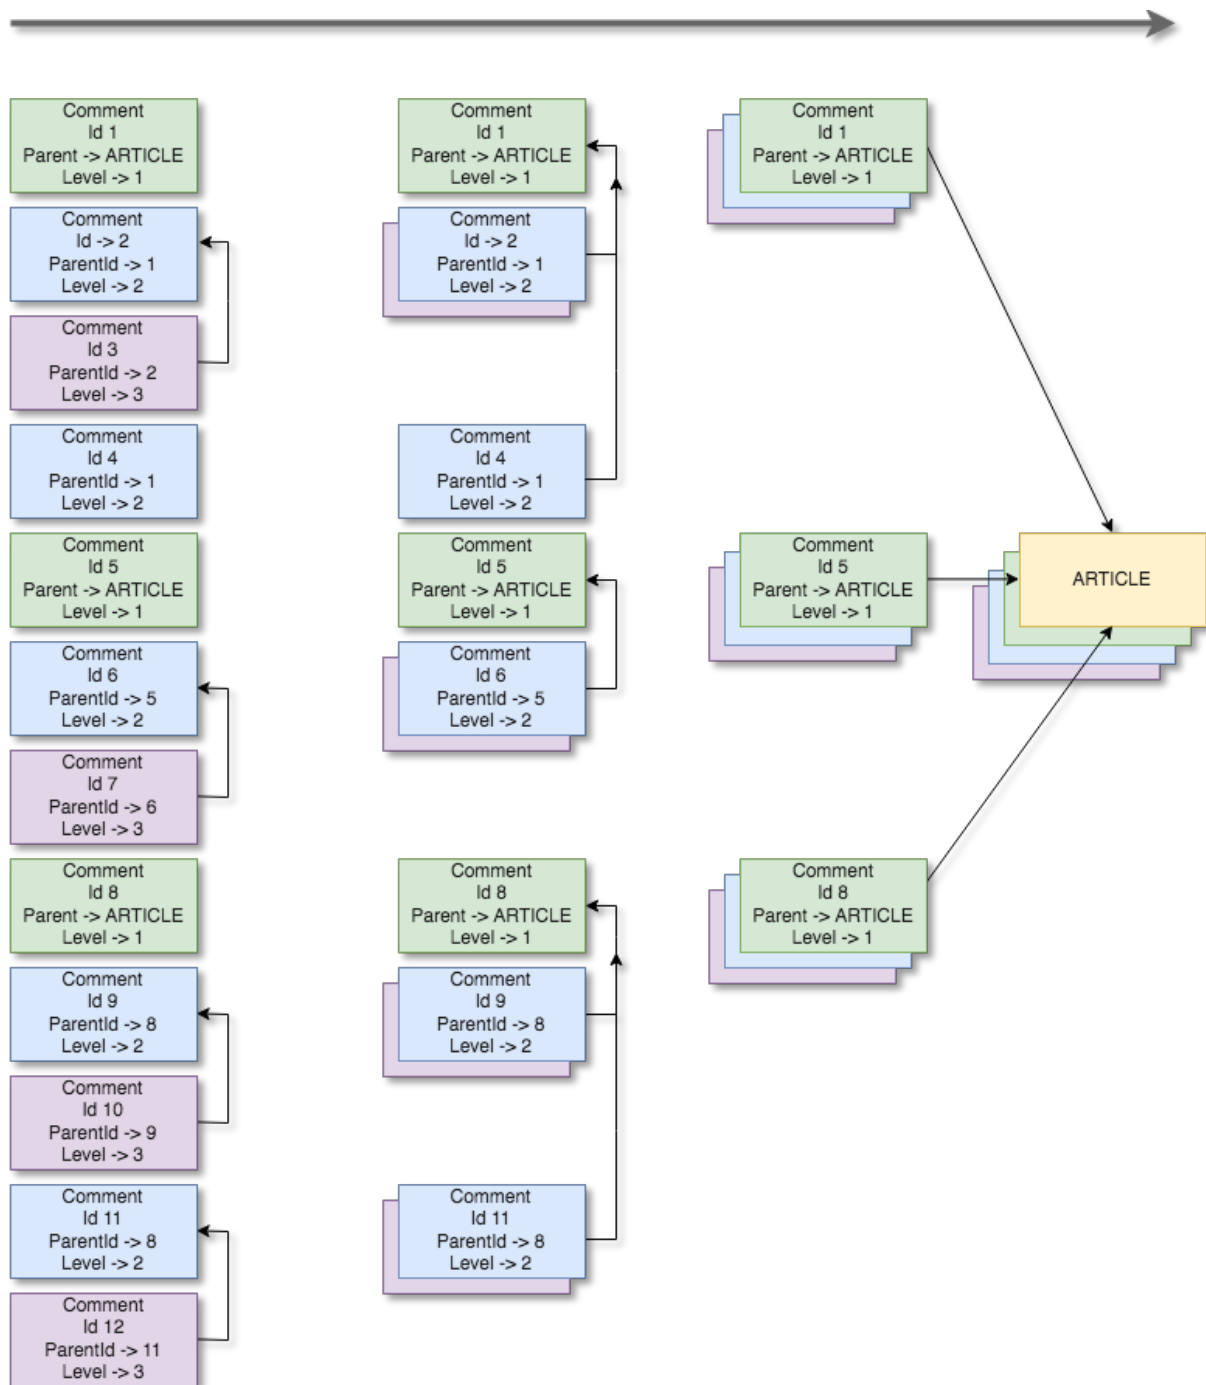 Comment
Id 1
Parent -> ARTICLE
Level -> 1
Comment
Id -> 2
ParentId -> 1
Level -> 2
Comment
Id 3
ParentId -> 2
Level -> 3
Comment
Id 4
ParentId -> 1
Level -> 2
Comment
Id 5
Parent -> ARTICLE
Level -> 1
Comment
Id 6
ParentId -> 5
Level -> 2
Comment
Id 7
ParentId -> 6
Level -> 3
Comment
Id 8
Parent -> ARTICLE
Level -> 1
Comment
Id 9
ParentId -> 8
Level -> 2
Comment
Id 10
ParentId -> 9
Level -> 3
Comment
Id 11
ParentId -> 8
Level -> 2
Comment
Id 12
ParentId -> 11
Level -> 3
Comment
Id 1
Parent -> ARTICLE
Level -> 1
Comment
Id -> 2
ParentId -> 1
Level -> 2
Comment
Id 4
ParentId -> 1
Level -> 2
Comment
Id 5
Parent -> ARTICLE
Level -> 1
Comment
Id 6
ParentId -> 5
Level -> 2
Comment
Id 8
Parent -> ARTICLE
Level -> 1
Comment
Id 9
ParentId -> 8
Level -> 2
Comment
Id 11
ParentId -> 8
Level -> 2
Comment
Id 1
Parent -> ARTICLE
Level -> 1
Comment
Id 5
Parent -> ARTICLE
Level -> 1
Comment
Id 8
Parent -> ARTICLE
Level -> 1
ARTICLE